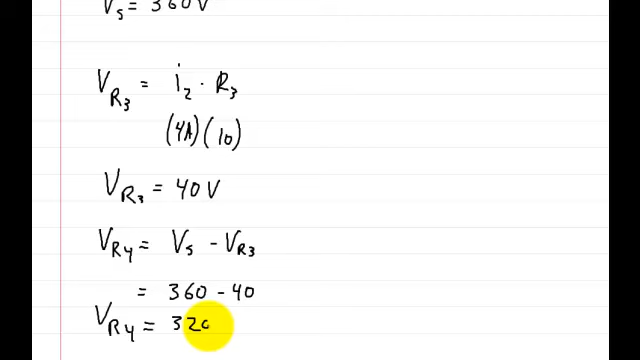 V_S = 360 V
V_R3 = i_2 · R_3
(4A)(10)
V_R3 = 40 V
V_R4 = V_S - V_R3
= 360 - 40
V_R4 = 320